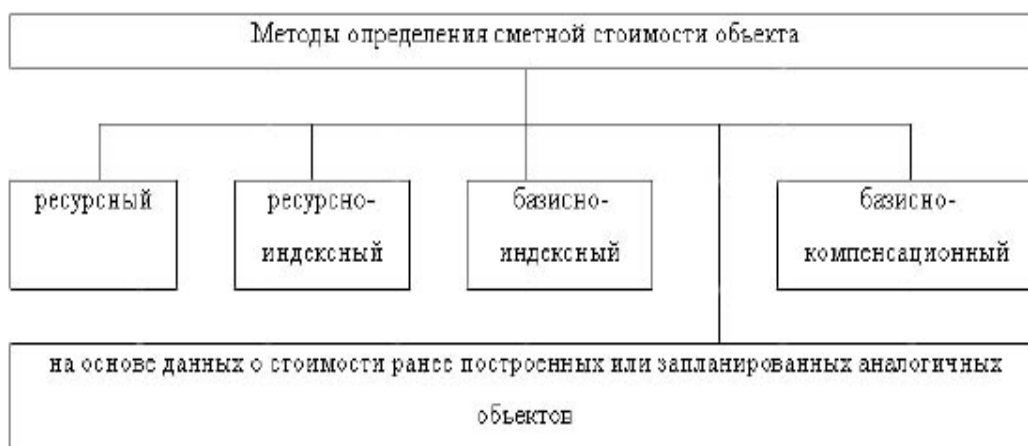 Методы определения сметной стоимости объекта
ресурсный
ресурсно-
индексный
базисно-
индексный
базисно-
компенсационный
на основе данных о стоимости ранее построенных или запланированных аналогичных
объектов